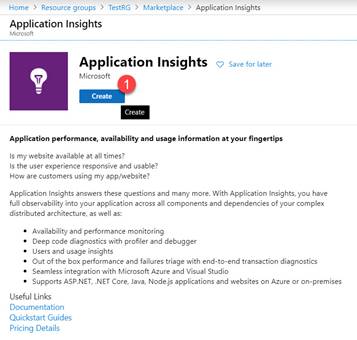 Home > Resource groups > TestRG > Marketplace > Application Insights
Application Insights
Microsoft
Application Insights
Save for later
Microsoft
Create
1
Create
Application performance, availability and usage information at your fingertips
Is my website available at all times?
Is the user experience responsive and usable?
How are customers using my app/website?
Application Insights answers these questions and many more. With Application Insights, you have
full observability into your application across all components and dependencies of your complex
distributed architecture, as well as:
• Availability and performance monitoring
• Deep code diagnostics with profiler and debugger
• Users and usage insights
• Out of the box performance and failures triage with end-to-end transaction diagnostics
• Seamless integration with Microsoft Azure and Visual Studio
• Supports ASP.NET, .NET Core, Java, Node.js applications and websites on Azure or on-premises
Useful Links
Documentation
Quickstart Guides
Pricing Details